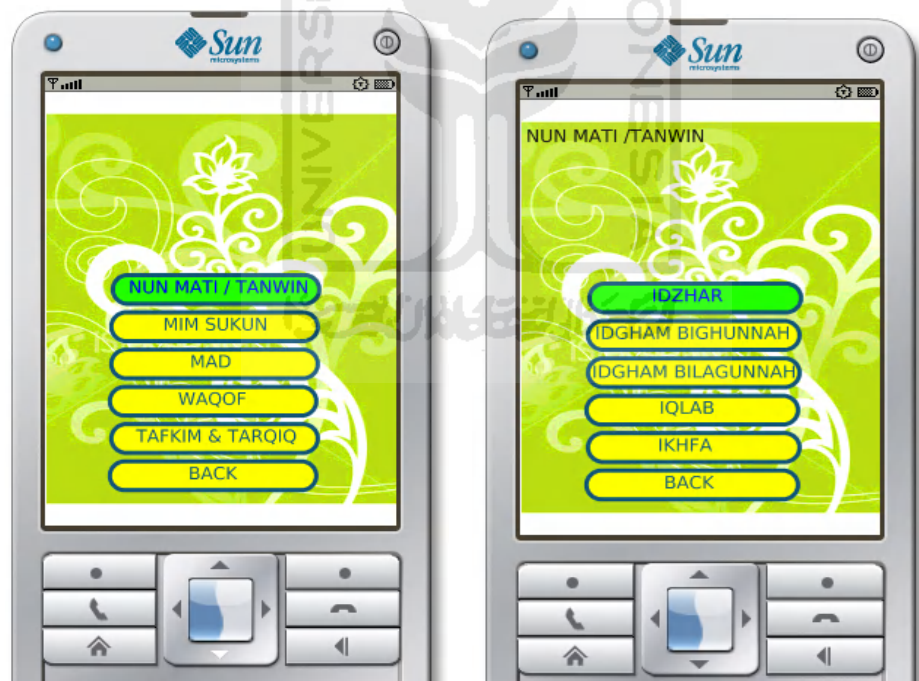 Sun
microsystems
NUN MATI / TANWIN
MIM SUKUN
MAD
WAQOF
TAFKIM & TARQIQ
BACK
Sun
microsystems
NUN MATI /TANWIN
IDZHAR
IDGHAM BIGHUNNAH
IDGHAM BILAGUNNAH
IQLAB
IKHFA
BACK